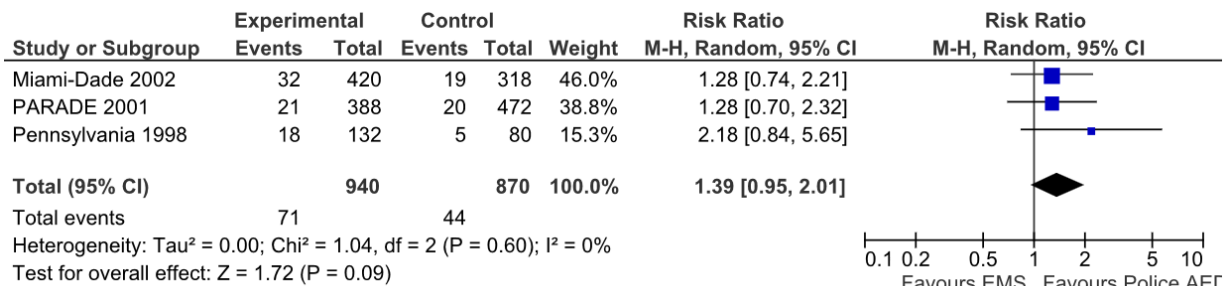 Experimental Control Risk Ratio Risk Ratio
Study or Subgroup Events Total Events Total Weight M-H, Random, 95% CI M-H, Random, 95% CI
Miami-Dade 2002 32 420 19 318 46.0% 1.28 [0.74, 2.21]
PARADE 2001 21 388 20 472 38.8% 1.28 [0.70, 2.32]
Pennsylvania 1998 18 132 5 80 15.3% 2.18 [0.84, 5.65]
Total (95% CI) 940 870 100.0% 1.39 [0.95, 2.01]
Total events 71 44
Heterogeneity: Tau² = 0.00; Chi² = 1.04, df = 2 (P = 0.60); I² = 0%
Test for overall effect: Z = 1.72 (P = 0.09)
0.1 0.2 0.5 1 2 5 10
Favours EMS Favours Police AED